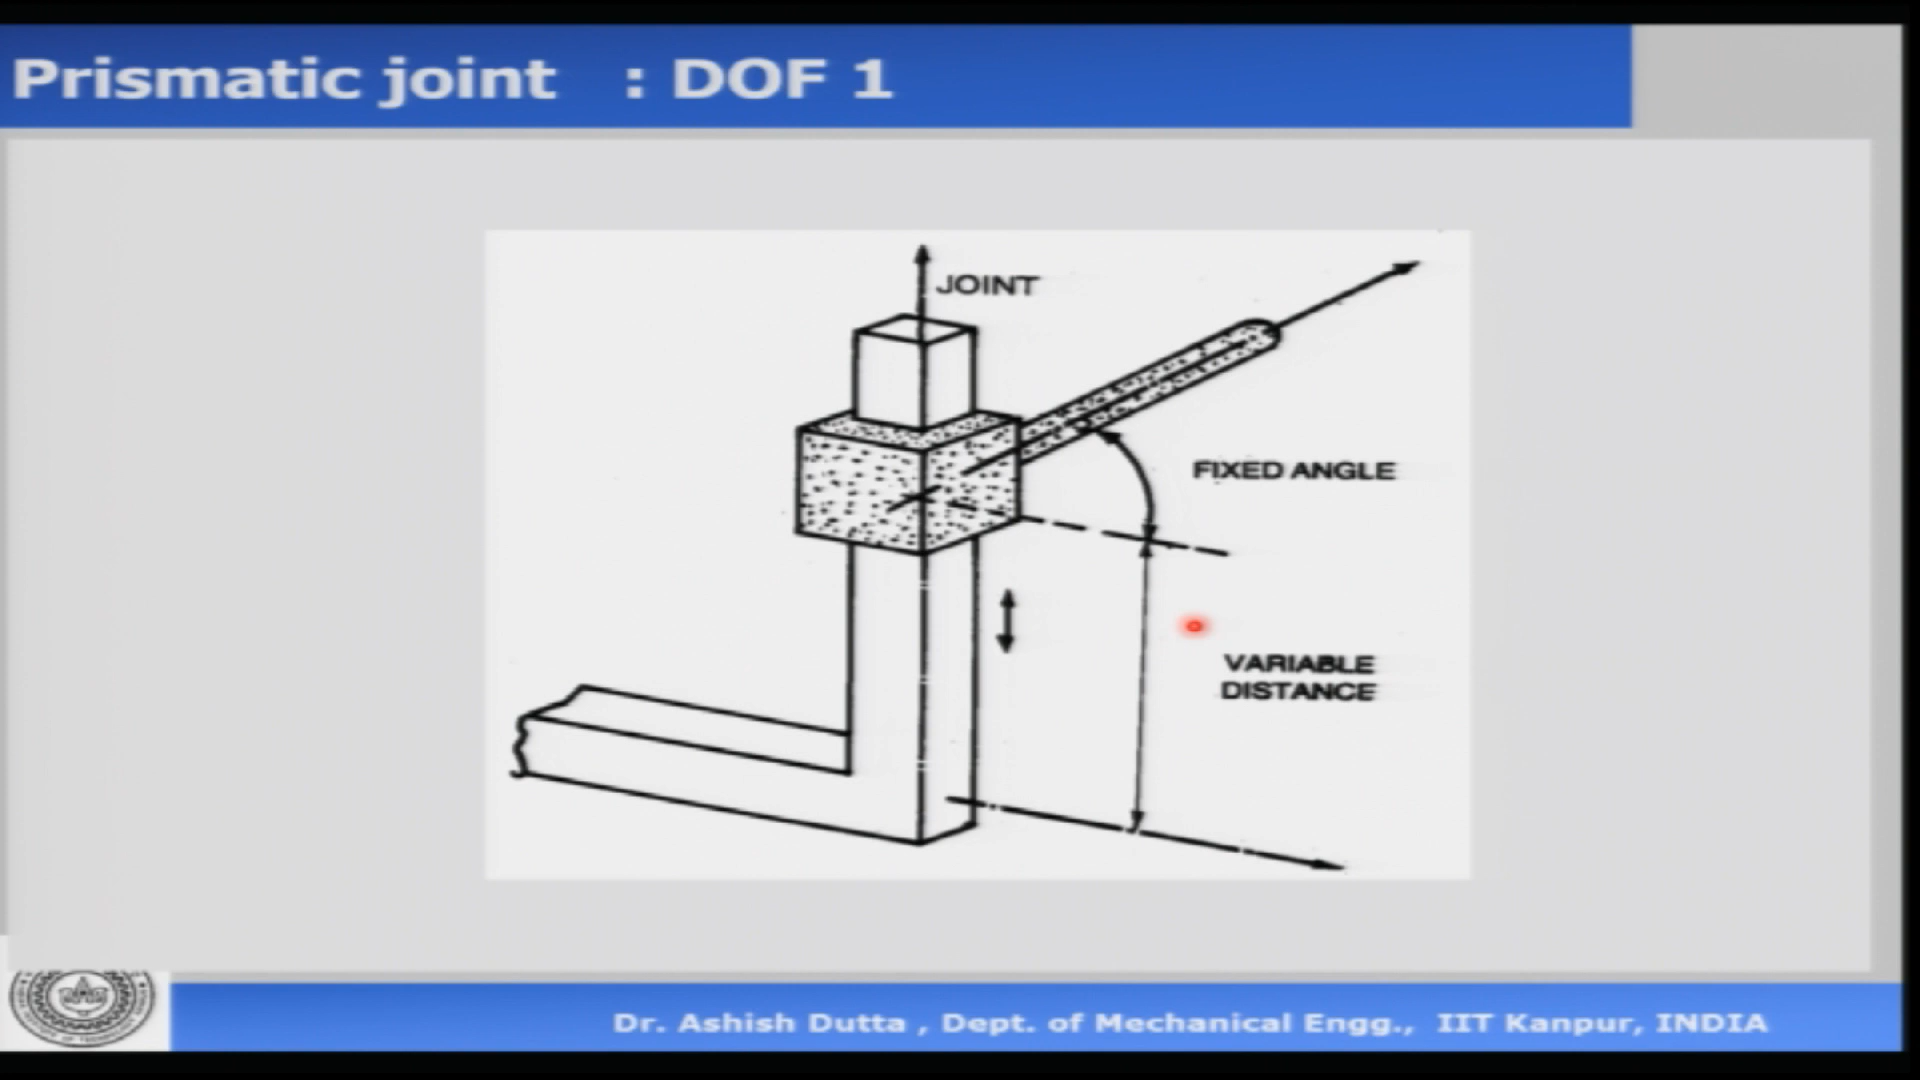 Prismatic joint : DOF 1
JOINT
FIXED ANGLE
VARIABLE
DISTANCE
Dr. Ashish Dutta , Dept. of Mechanical Engg., IIT Kanpur, INDIA